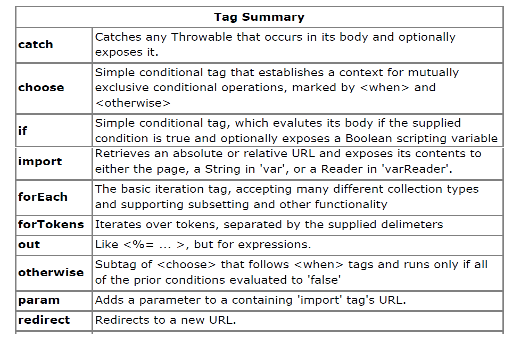 Tag Summary
catch
Catches any Throwable that occurs in its body and optionally
exposes it.
choose
Simple conditional tag that establishes a context for mutually
exclusive conditional operations, marked by <when> and
<otherwise>
if
Simple conditional tag, which evalutes its body if the supplied
condition is true and optionally exposes a Boolean scripting variable
import
Retrieves an absolute or relative URL and exposes its contents to
either the page, a String in 'var', or a Reader in 'varReader'.
forEach
The basic iteration tag, accepting many different collection types
and supporting subsetting and other functionality
forTokens
Iterates over tokens, separated by the supplied delimeters
out
Like <%= ... >, but for expressions.
otherwise
Subtag of <choose> that follows <when> tags and runs only if all
of the prior conditions evaluated to 'false'
param
Adds a parameter to a containing 'import' tag's URL.
redirect
Redirects to a new URL.